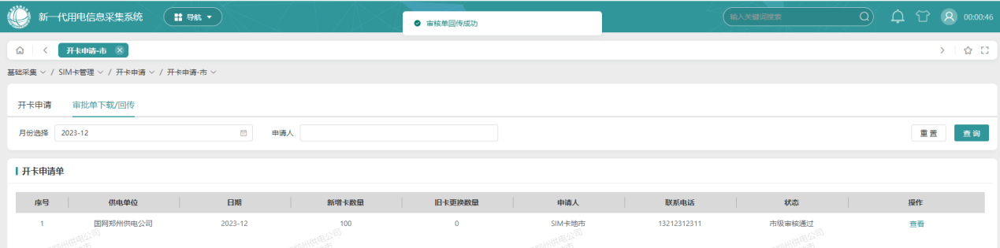 新一代用电信息采集系统 导航 审核单回传成功 输入关键词搜索 00:00:46
开卡申请-市
基础采集 / SIM卡管理 / 开卡申请 / 开卡申请-市
开卡申请 审批单下载/回传
月份选择 2023-12 申请人 重置 查询
开卡申请单
序号 供电单位 日期 新增卡数量 旧卡更换数量 申请人 联系电话 状态 操作
1 国网郑州供电公司 2023-12 100 0 SIM卡地市 13212312311 市级审核通过 查看